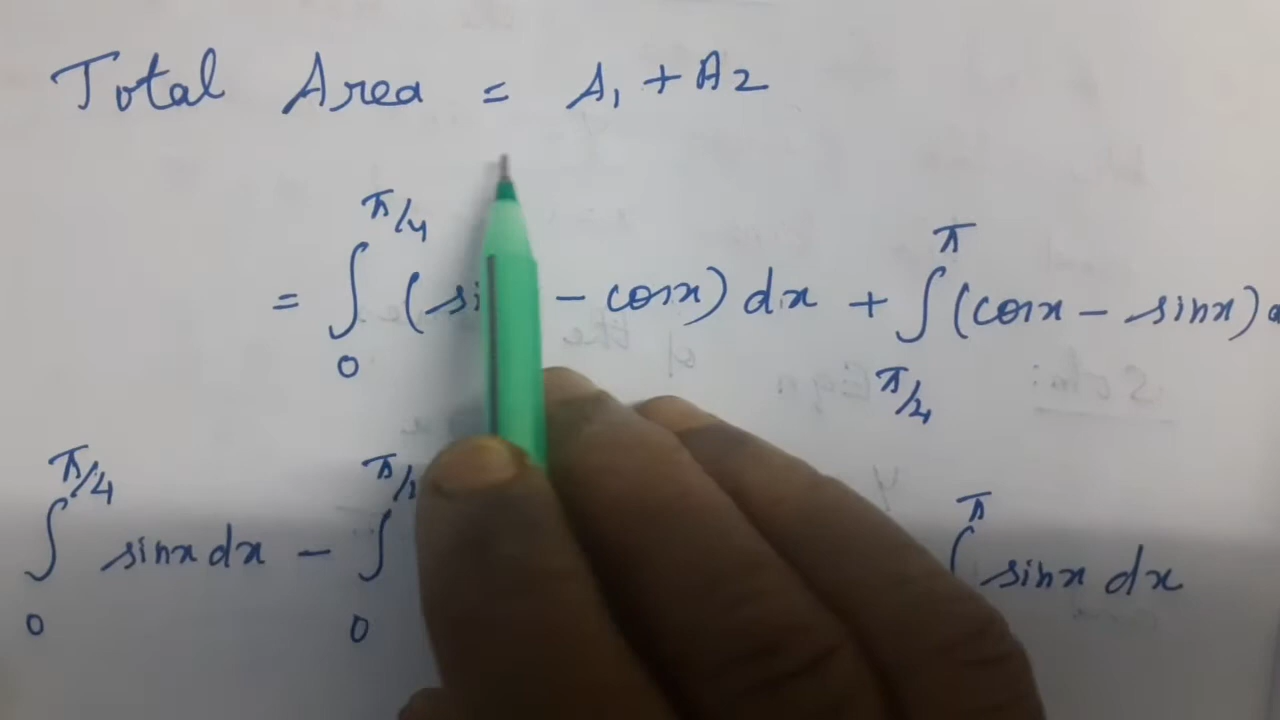 Total Area = A₁ + A2
= ∫₀^π/4 (si – cosx) dx + ∫_π/4^π (cosx – sinx) d
∫₀^π/4 sinx dx – ∫₀^π/ ∫^π sinx dx